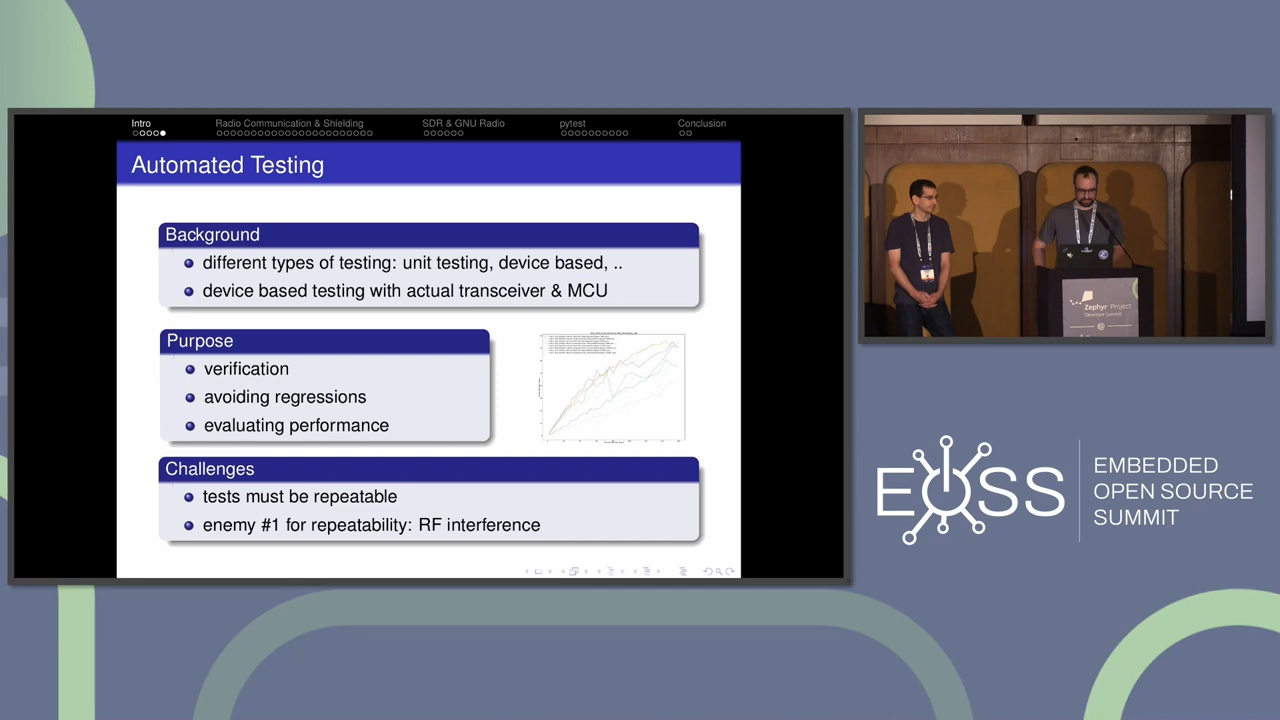 Intro
Radio Communication & Shielding
SDR & GNU Radio
pytest
Conclusion
Automated Testing
Background
different types of testing: unit testing, device based, ..
device based testing with actual transceiver & MCU
Purpose
verification
avoiding regressions
evaluating performance
Challenges
tests must be repeatable
enemy #1 for repeatability: RF interference
Zephyr Project
Developer Summit
EOSS
EMBEDDED
OPEN SOURCE
SUMMIT